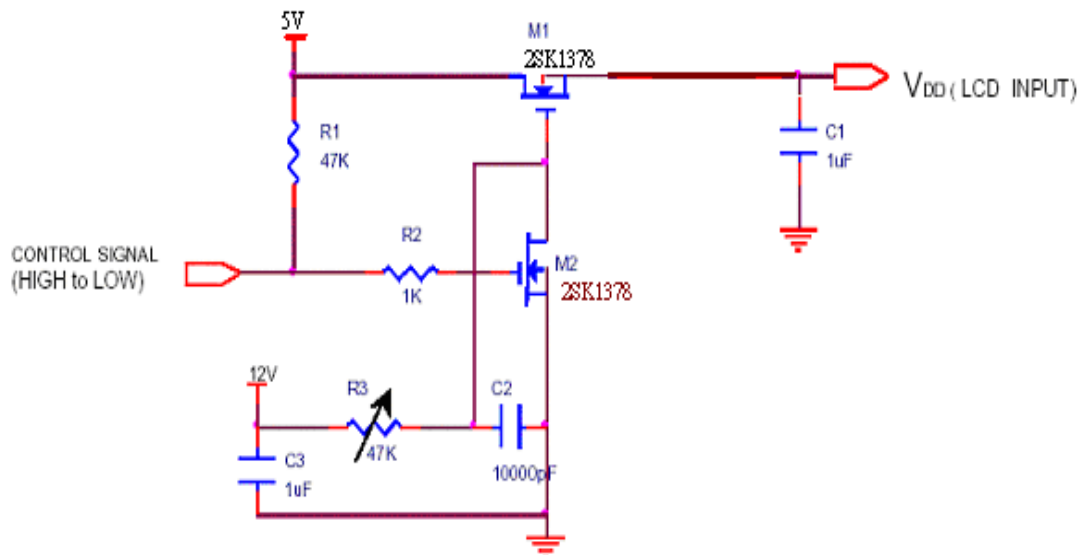 5V
M1
2SK1378
VDD ( LCD INPUT)
R1
47K
C1
1uF
CONTROL SIGNAL
(HIGH to LOW)
R2
1K
M2
2SK1378
12V
R3
47K
C2
10000pF
C3
1uF